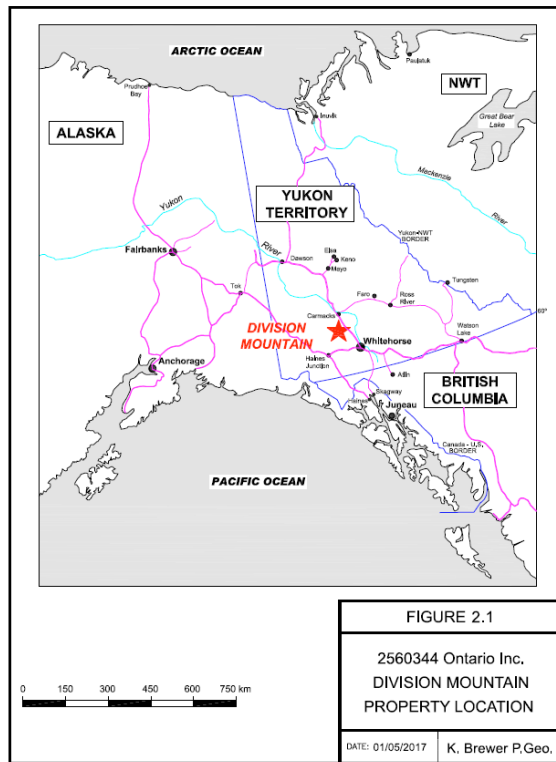 ARCTIC OCEAN
Paulatuk
Prudhoe
Bay
NWT
Great Bear
Lake
ALASKA
Inuvik
Mackenzie
River
YUKON
TERRITORY
Yukon
River
Yukon-NWT
BORDER
Elsa
Keno
Mayo
Fairbanks
Dawson
Tungsten
Tok
Faro
Ross
River
Carmacks
60°
DIVISION
MOUNTAIN
Whitehorse
Watson
Lake
Haines
Junction
Anchorage
Atlin
BRITISH
COLUMBIA
Skagway
Haines
Juneau
Canada - U.S.
BORDER
PACIFIC OCEAN
FIGURE 2.1
2560344 Ontario Inc.
DIVISION MOUNTAIN
PROPERTY LOCATION
0 150 300 450 600 750 km
DATE: 01/05/2017
K. Brewer P.Geo.